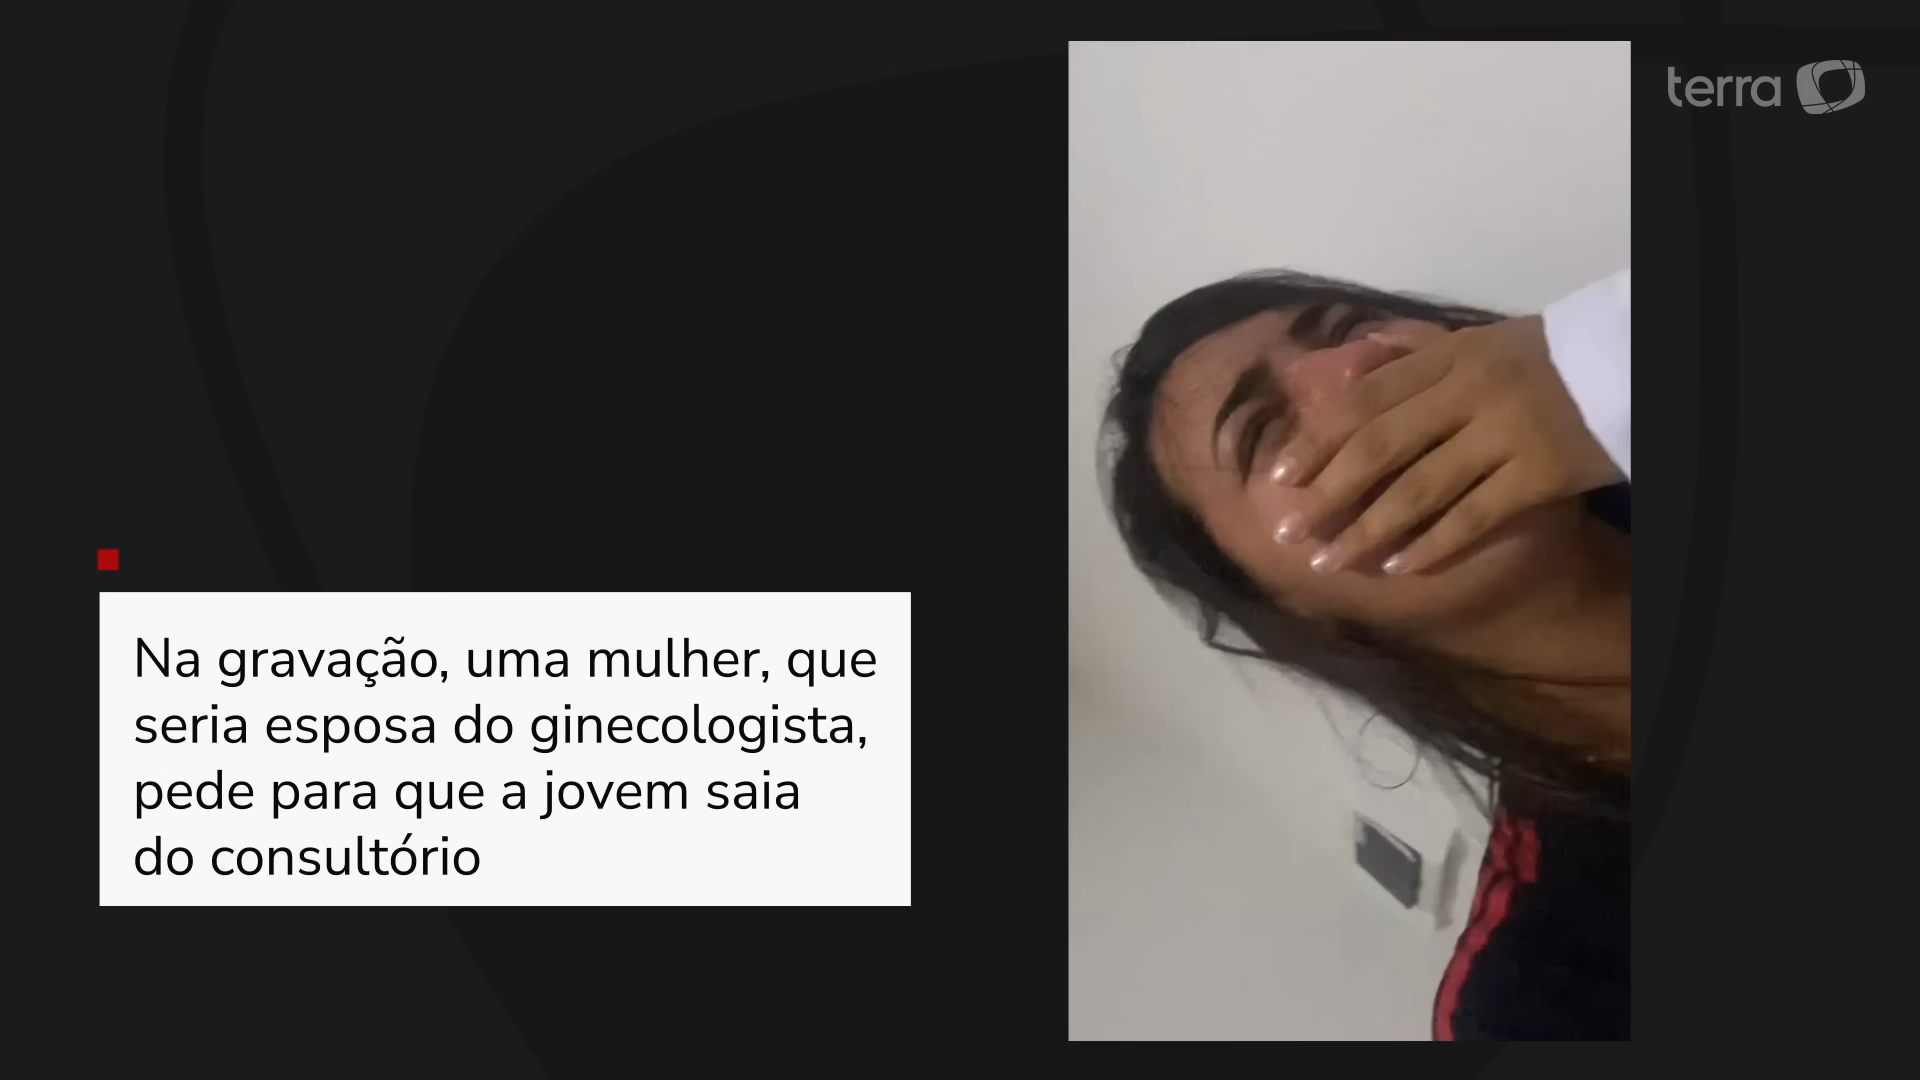 terra
Na gravação, uma mulher, que
seria esposa do ginecologista,
pede para que a jovem saia
do consultório